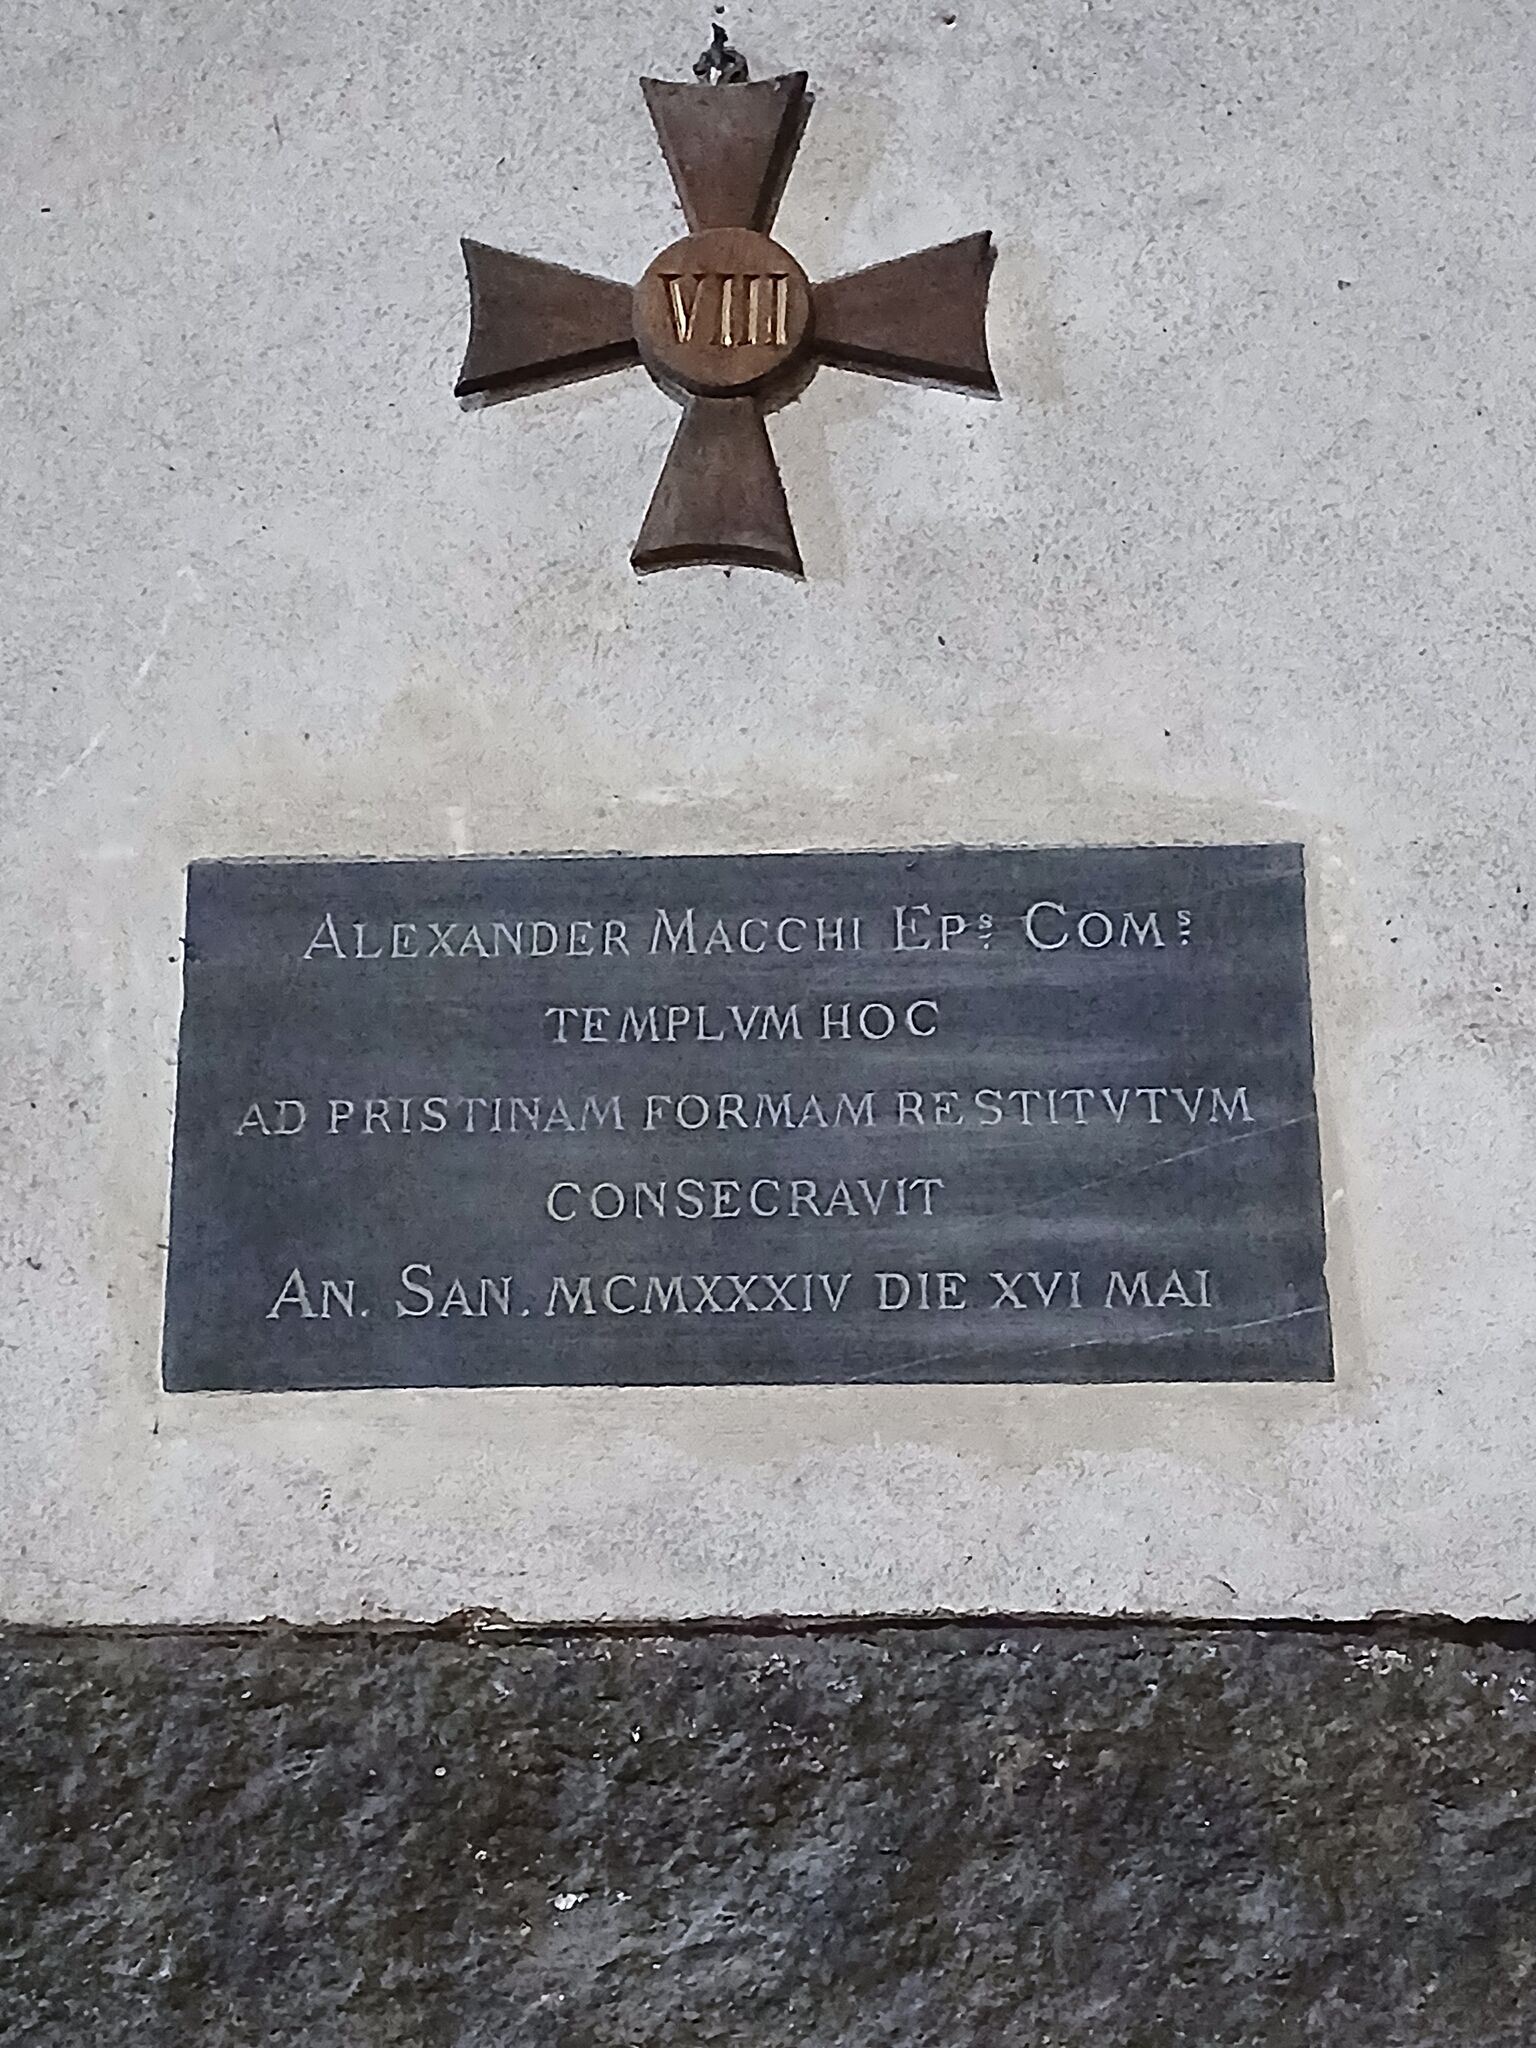 VIII
ALEXANDER MACCHI EPˢ. COMˢ.
TEMPLVM HOC
AD PRISTINAM FORMAM RESTITVTVM
CONSECRAVIT
AN. SAN. MCMXXXIV DIE XVI MAI